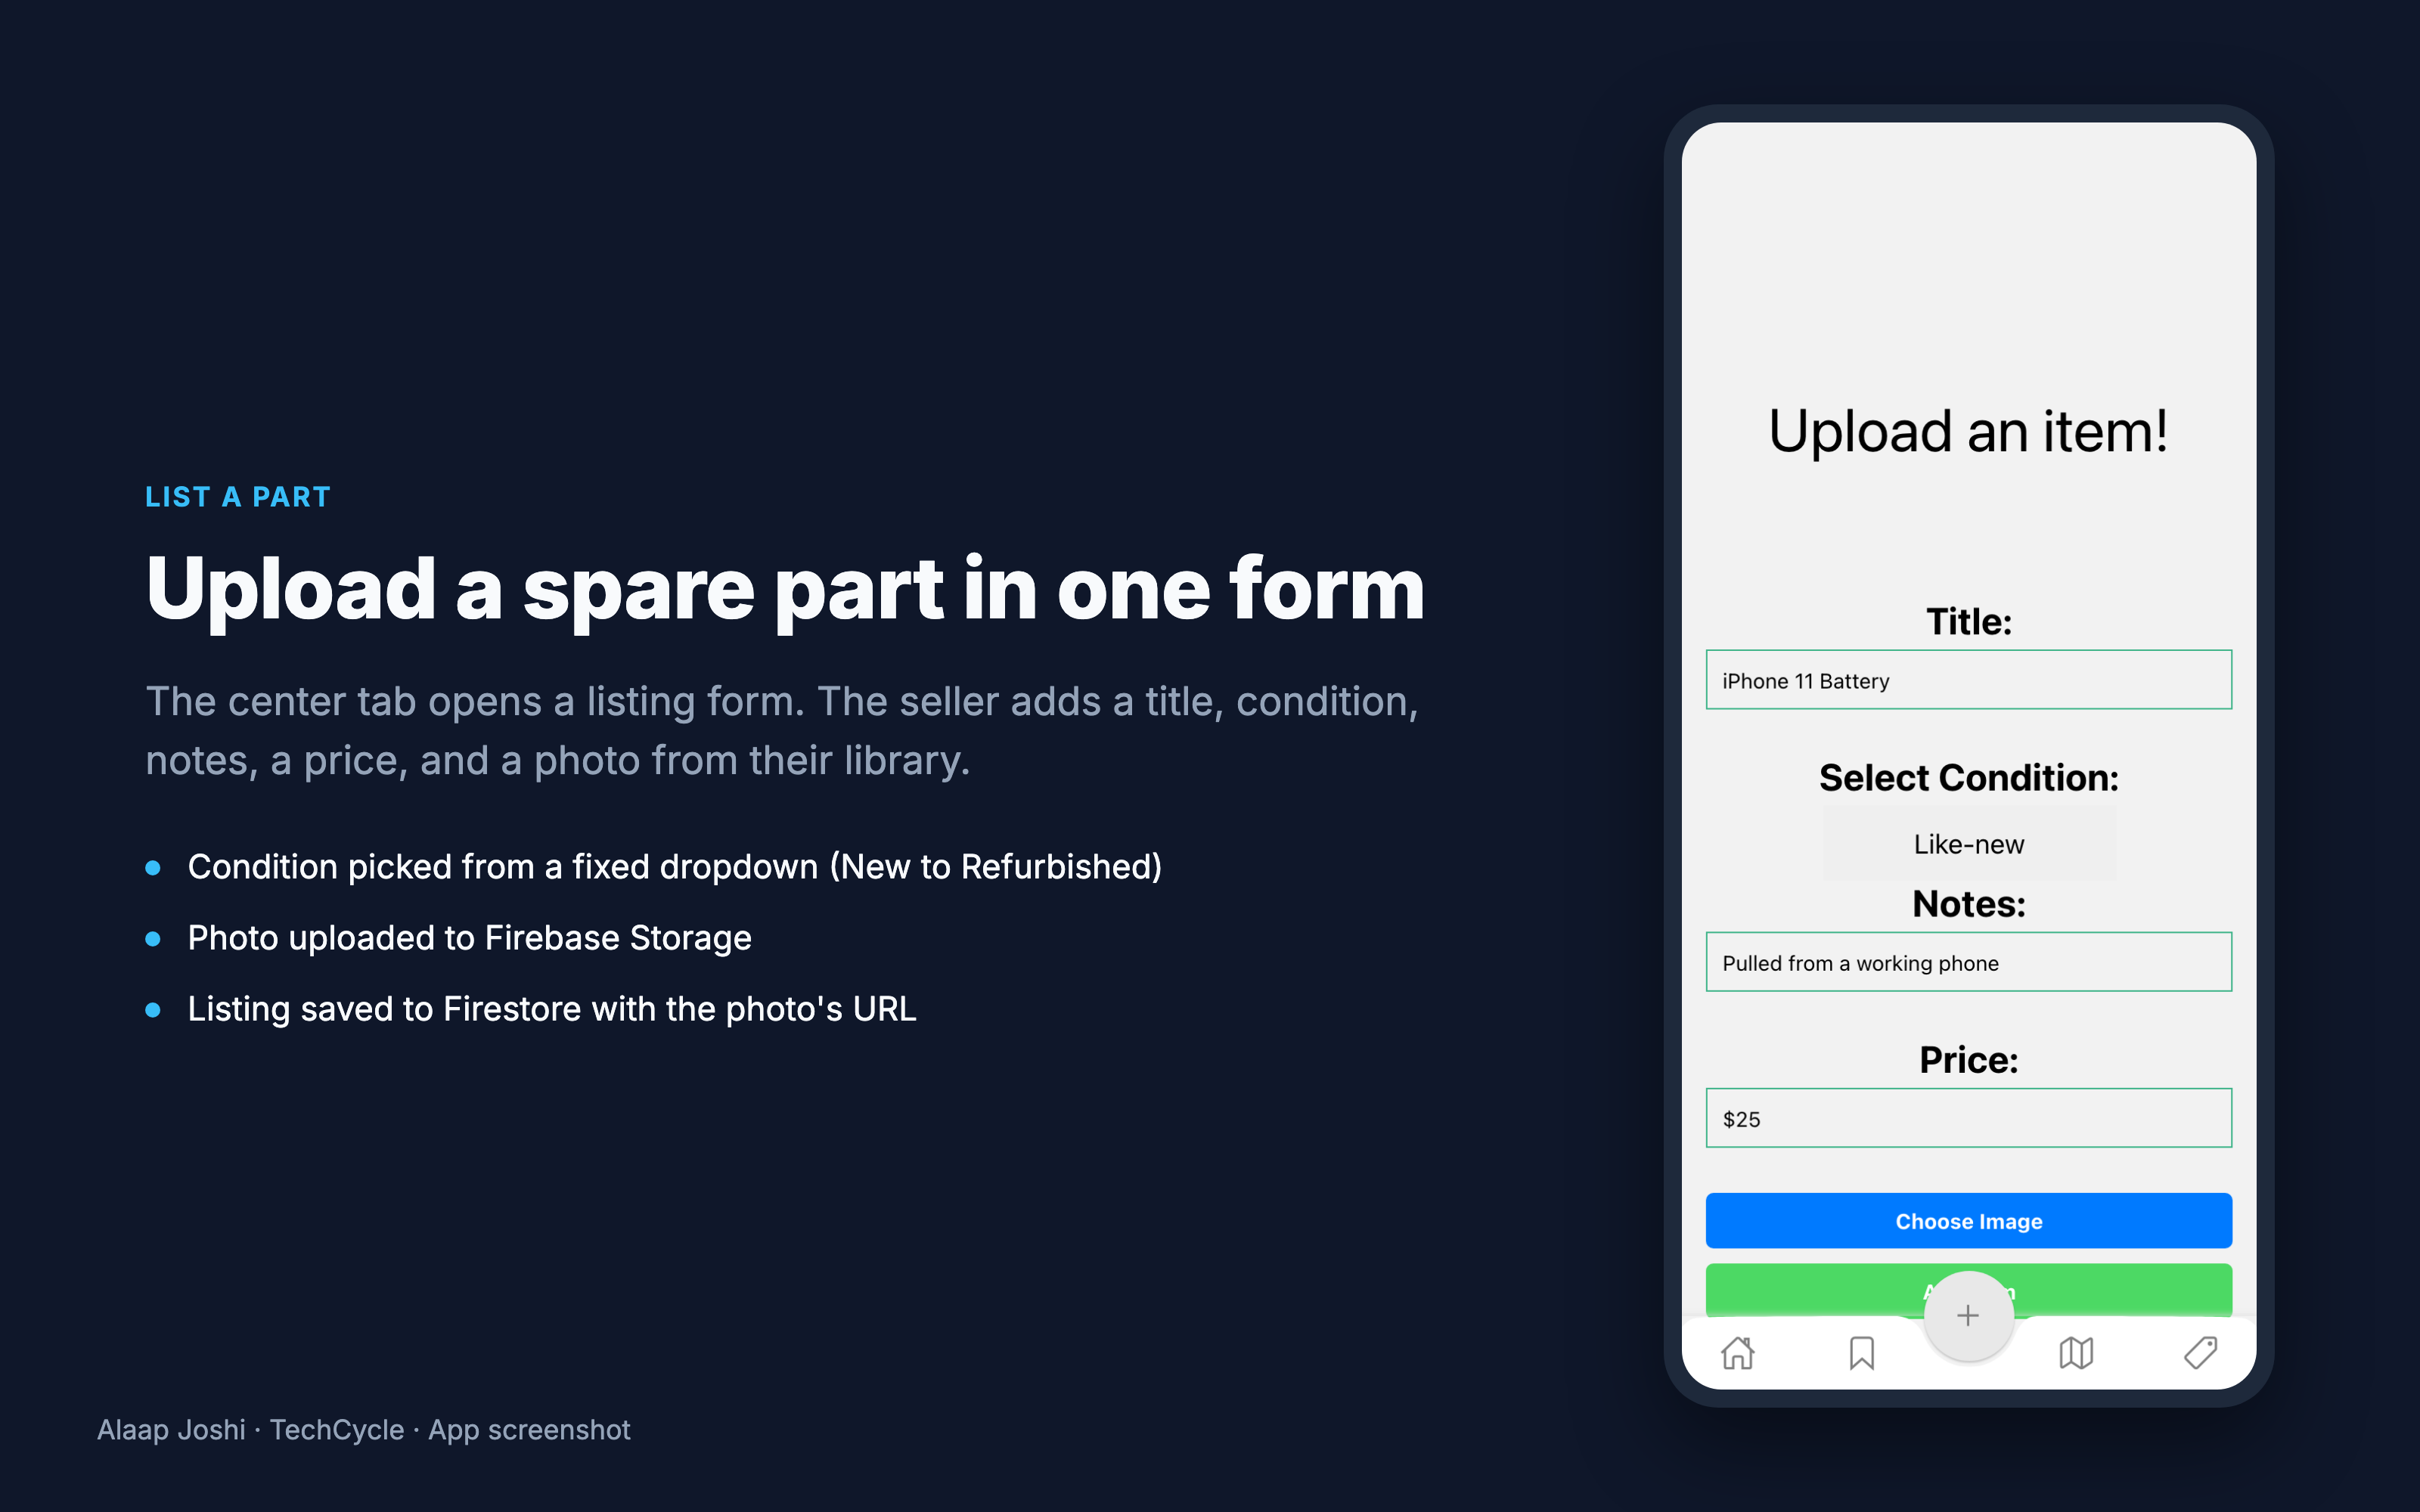 LIST A PART
Upload a spare part in one form
The center tab opens a listing form. The seller adds a title, condition,
notes, a price, and a photo from their library.
Condition picked from a fixed dropdown (New to Refurbished)
Photo uploaded to Firebase Storage
Listing saved to Firestore with the photo's URL
Alaap Joshi · TechCycle · App screenshot
Upload an item!
Title:
iPhone 11 Battery
Select Condition:
Like-new
Notes:
Pulled from a working phone
Price:
$25
Choose Image